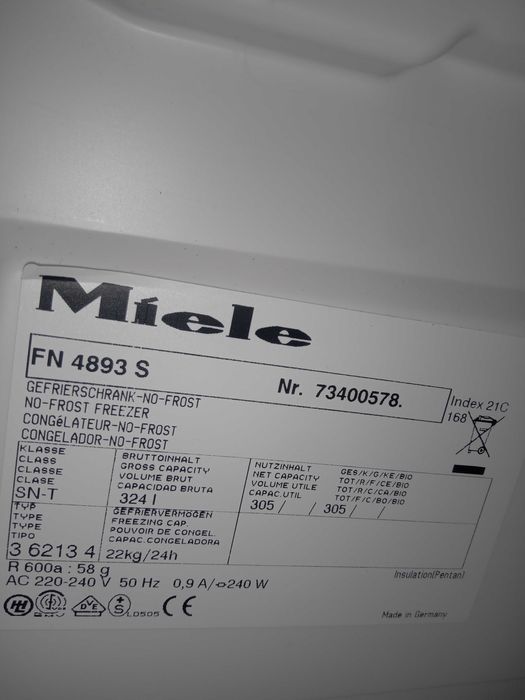 Miele
FN 4893 S
Nr. 73400578.
Index 21C
168
GEFRIERSCHRANK-NO-FROST
NO-FROST FREEZER
CONGéLATEUR-NO-FROST
CONGELADOR-NO-FROST
KLASSE
CLASS
CLASSE
CLASE
SN-T
BRUTTOINHALT
GROSS CAPACITY
VOLUME BRUT
CAPACIDAD BRUTA
324 l
NUTZINHALT
NET CAPACITY
VOLUME UTILE
CAPAC.UTIL
305 / / 305 / /
GES/K/G/KE/BIO
TOT/R/F/CE/BIO
TOT/R/C/CA/BIO
TOT/F/C/BO/BIO
TYP
TYPE
TYPE
TIPO
3 6213 4
GEFRIERVERMÖGEN
FREEZING CAP.
POUVOIR DE CONGEL.
CAPAC.CONGELADORA
22kg/24h
R 600a : 58 g
Insulation(Pentan)
AC 220-240 V 50 Hz 0,9 A/⇔240 W
DVE S L0505 CE
Made in Germany